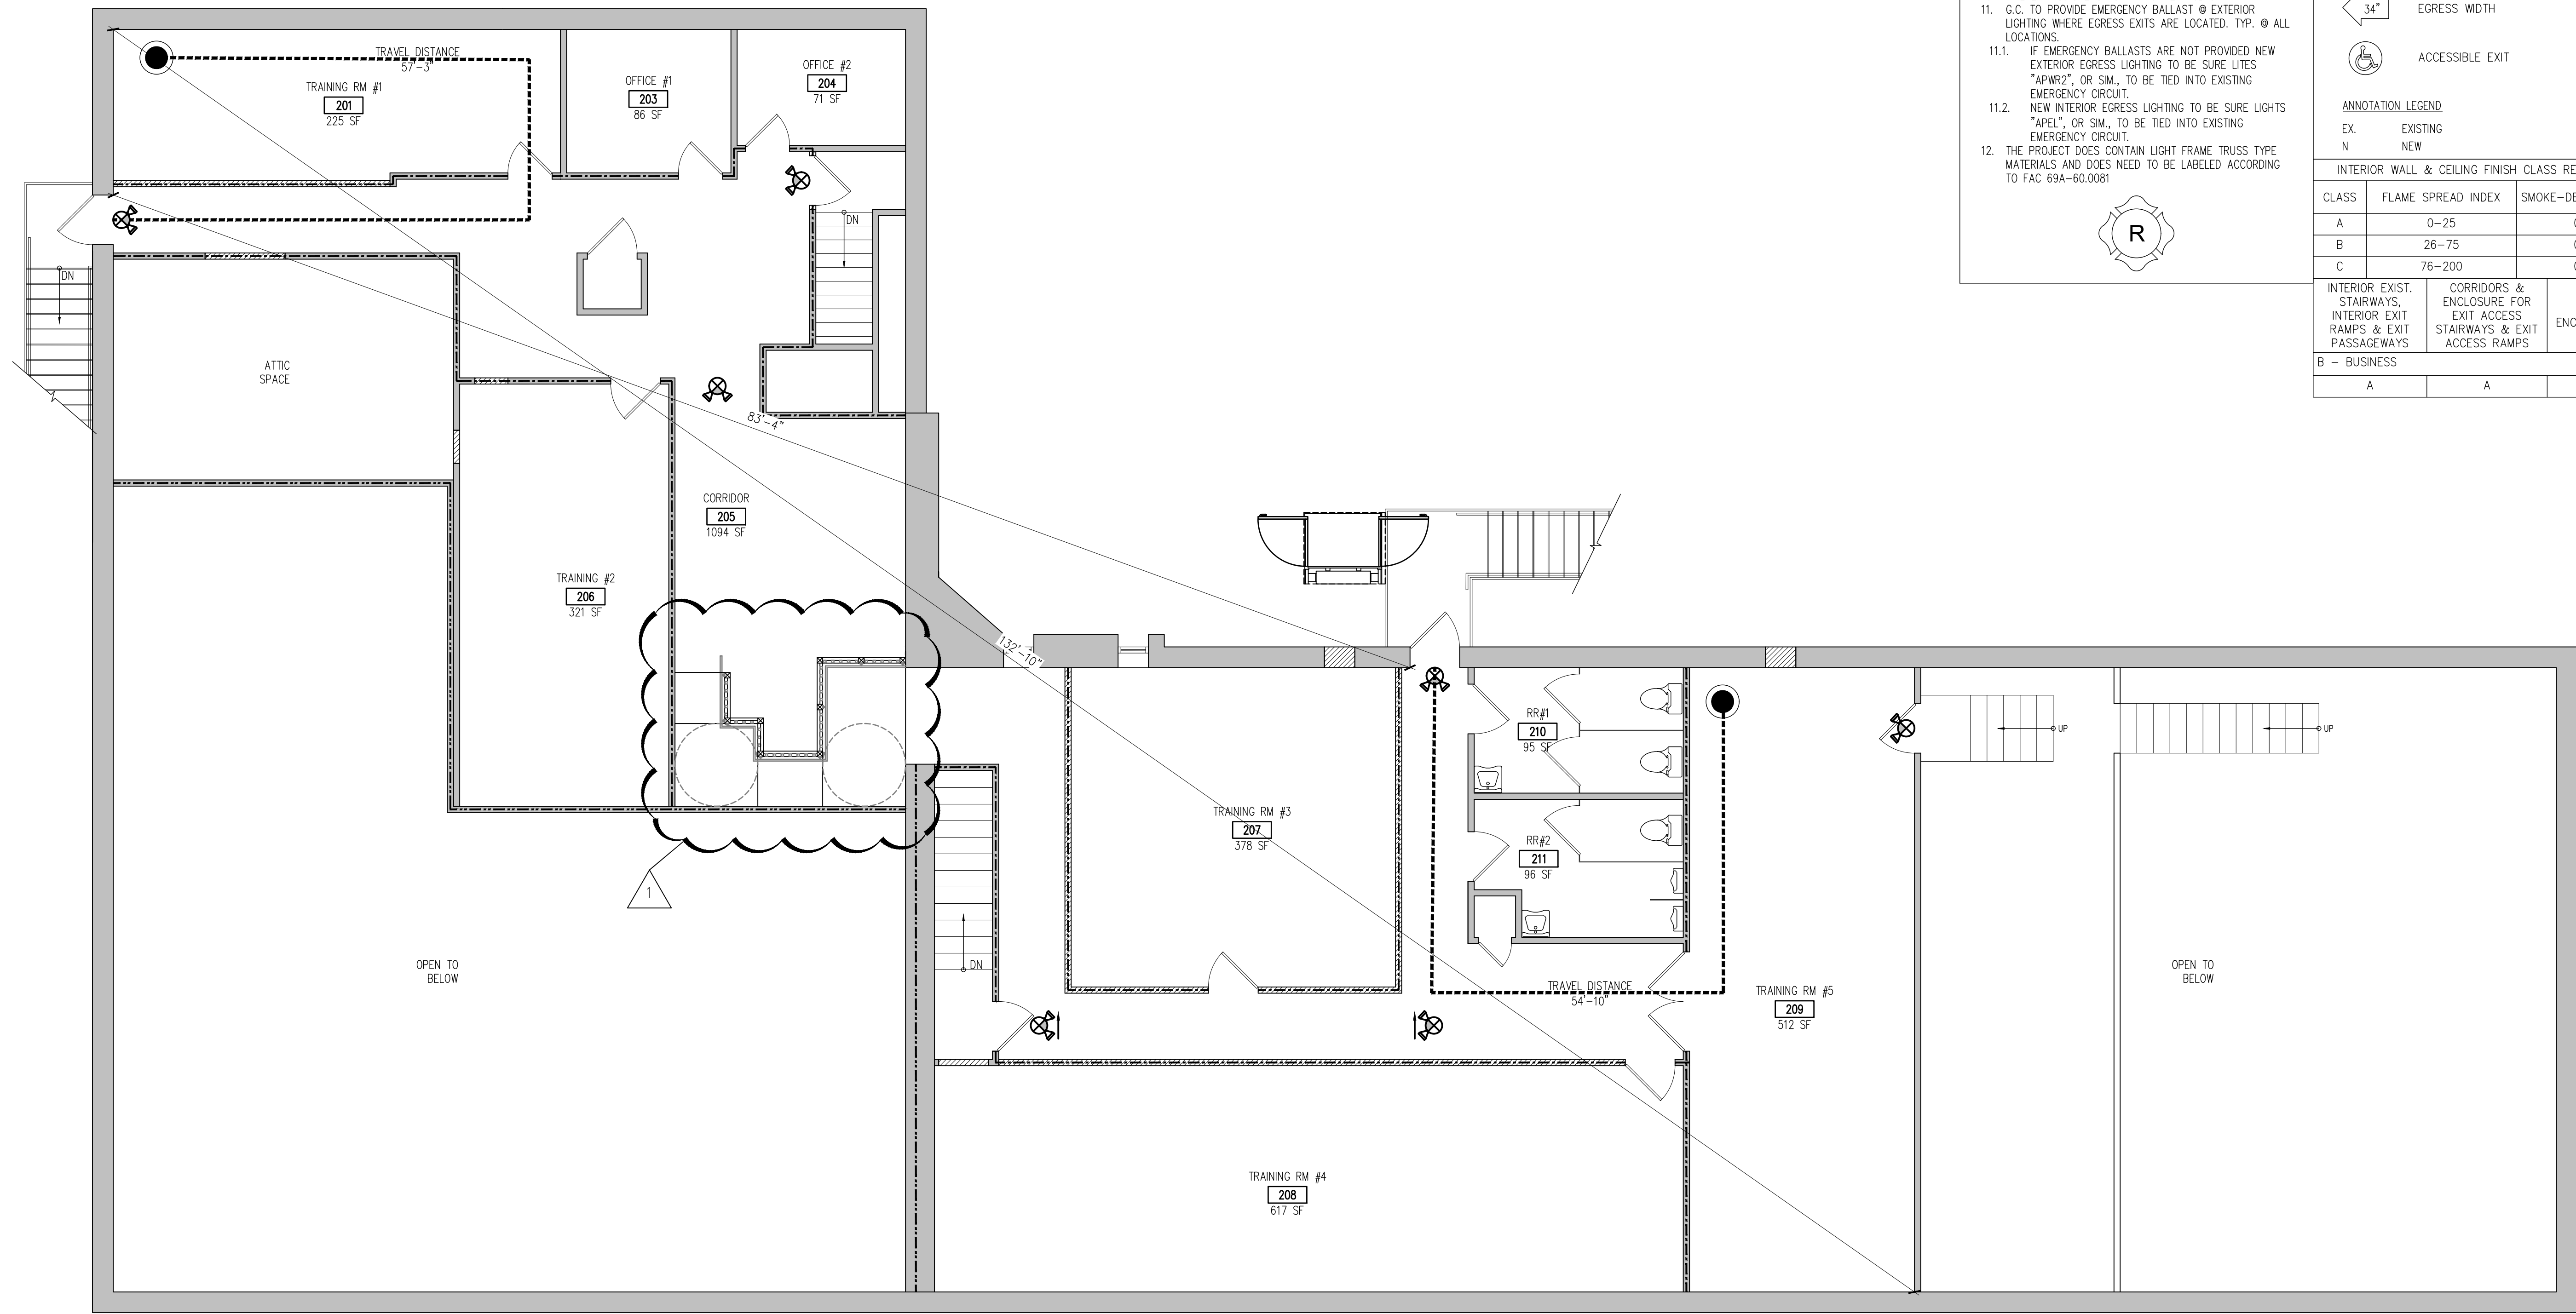 TRAVEL DISTANCE
57'-3"
TRAINING RM #1
201
225 SF
OFFICE #1
203
86 SF
OFFICE #2
204
71 SF
DN
DN
ATTIC
SPACE
83'-4"
CORRIDOR
205
1094 SF
TRAINING #2
206
321 SF
132'-10"
1
OPEN TO
BELOW
DN
TRAINING RM #3
207
378 SF
RR#1
210
95 SF
RR#2
211
96 SF
TRAVEL DISTANCE
54'-10"
TRAINING RM #5
209
512 SF
UP
UP
OPEN TO
BELOW
TRAINING RM #4
208
617 SF
11. G.C. TO PROVIDE EMERGENCY BALLAST @ EXTERIOR
LIGHTING WHERE EGRESS EXITS ARE LOCATED. TYP. @ ALL
LOCATIONS.
11.1. IF EMERGENCY BALLASTS ARE NOT PROVIDED NEW
EXTERIOR EGRESS LIGHTING TO BE SURE LITES
"APWR2", OR SIM., TO BE TIED INTO EXISTING
EMERGENCY CIRCUIT.
11.2. NEW INTERIOR EGRESS LIGHTING TO BE SURE LIGHTS
"APEL", OR SIM., TO BE TIED INTO EXISTING
EMERGENCY CIRCUIT.
12. THE PROJECT DOES CONTAIN LIGHT FRAME TRUSS TYPE
MATERIALS AND DOES NEED TO BE LABELED ACCORDING
TO FAC 69A-60.0081
R
34" EGRESS WIDTH
ACCESSIBLE EXIT
ANNOTATION LEGEND
EX. EXISTING
N NEW
INTERIOR WALL & CEILING FINISH CLASS RE
CLASS FLAME SPREAD INDEX SMOKE-DE
A 0-25
B 26-75
C 76-200
INTERIOR EXIST.
STAIRWAYS,
INTERIOR EXIT
RAMPS & EXIT
PASSAGEWAYS
CORRIDORS &
ENCLOSURE FOR
EXIT ACCESS
STAIRWAYS & EXIT
ACCESS RAMPS
ENC
B - BUSINESS
A A